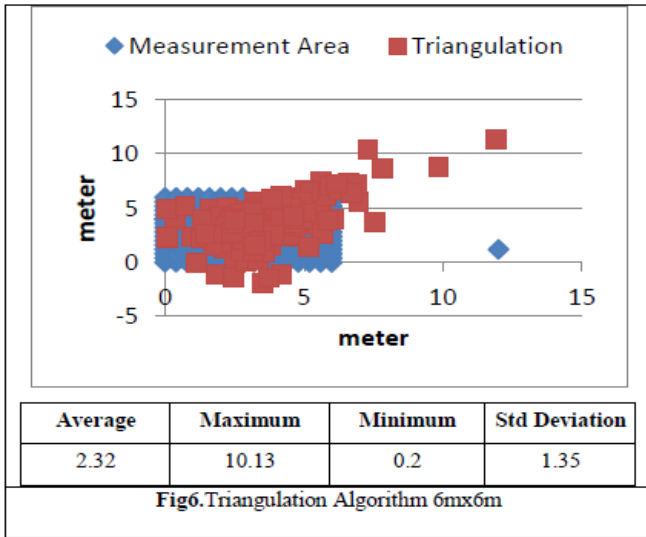 Measurement Area Triangulation
15
10
5
0
-5
0 5 10 15
meter
meter
Average Maximum Minimum Std Deviation
2.32 10.13 0.2 1.35
Fig6.Triangulation Algorithm 6mx6m